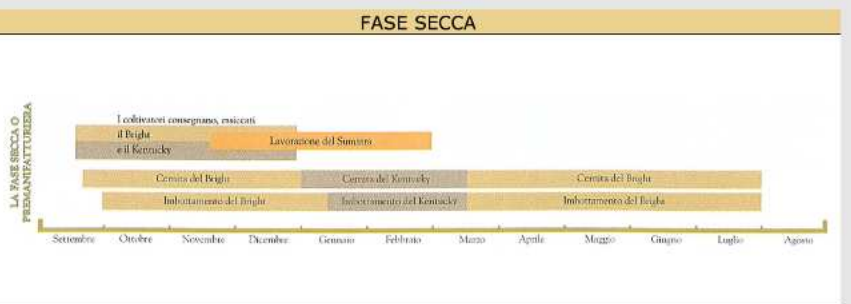 FASE SECCA
LA FASE SECCA O
PREMANIFATTURIERA
I coltivatori consegnano, essiccati
il Bright
e il Kentucky
Lavorazione del Sumatra
Cernita del Bright
Cernita del Kentucky
Cernita del Bright
Imbottamento del Bright
Imbottamento del Kentucky
Imbottamento del Bright
Settembre
Ottobre
Novembre
Dicembre
Gennaio
Febbraio
Marzo
Aprile
Maggio
Giugno
Luglio
Agosto